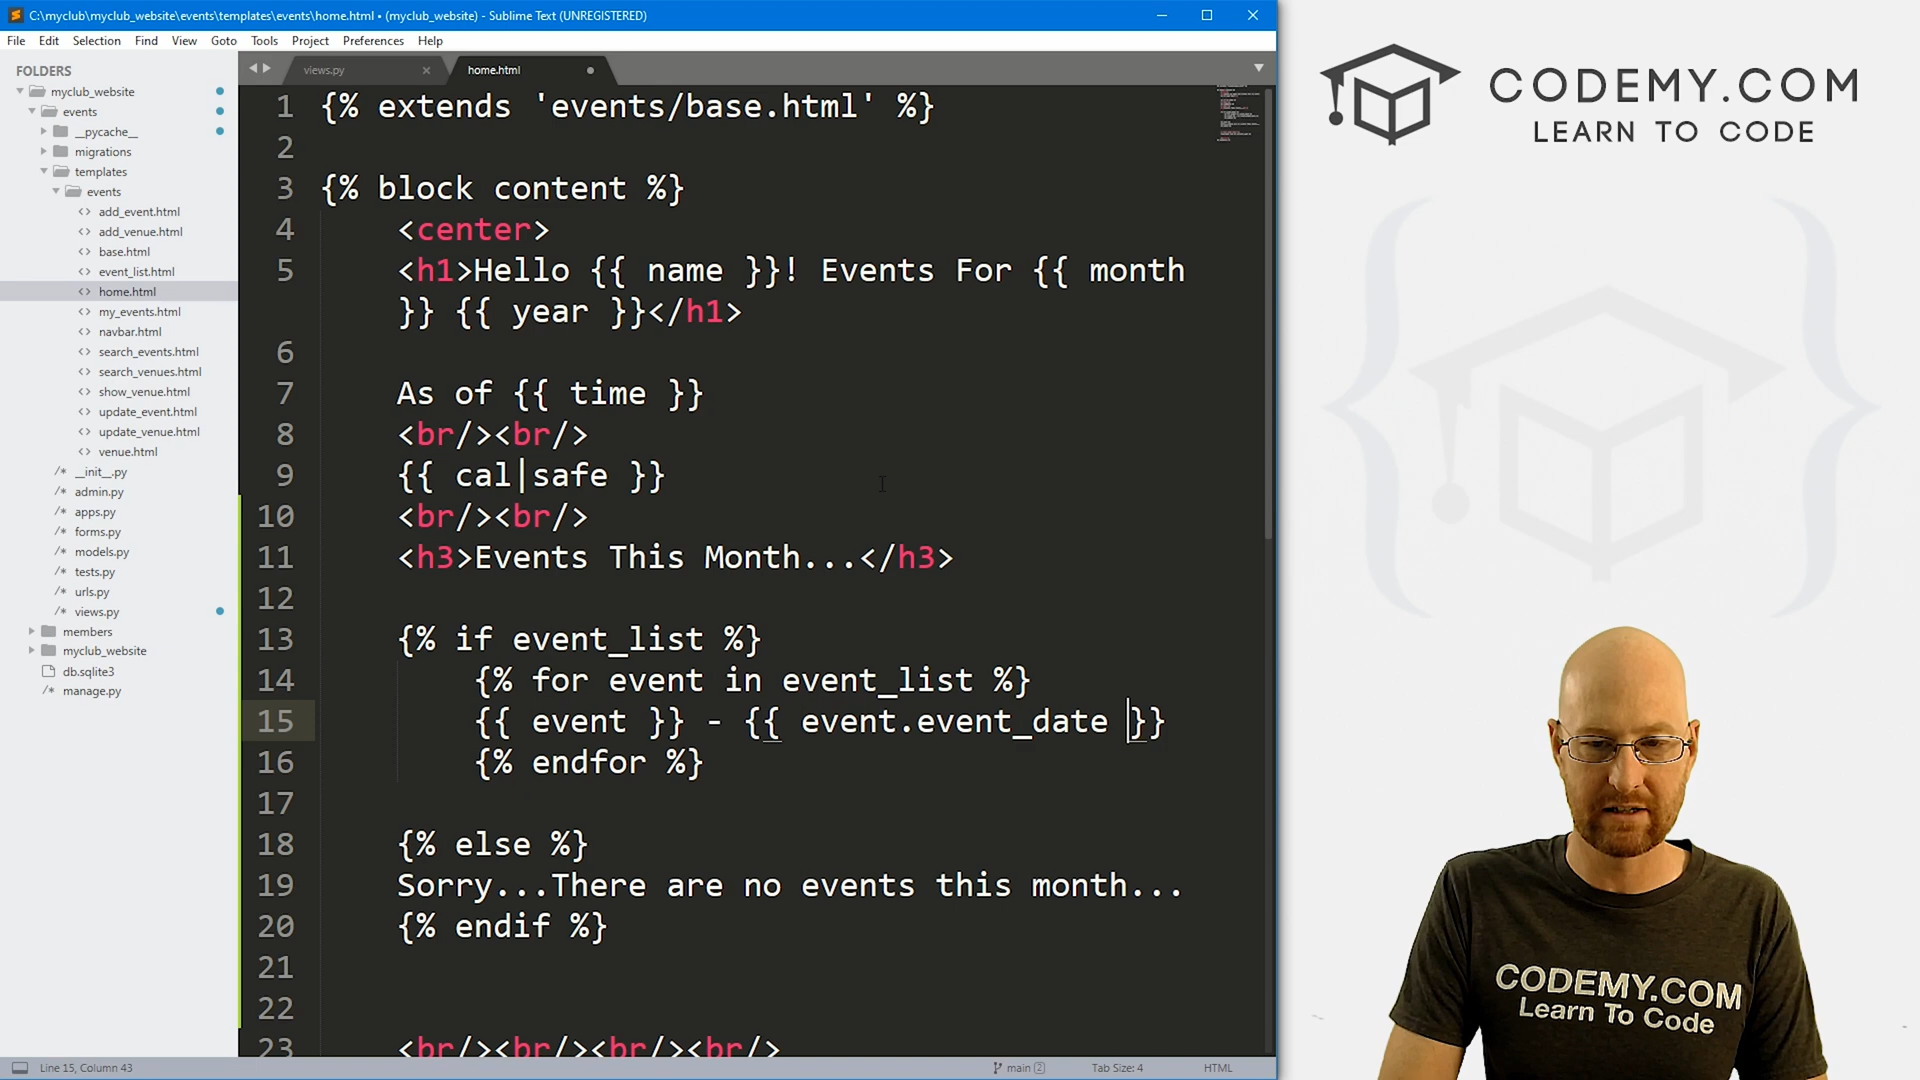 C:\myclub\myclub_website\events\templates\events\home.html • (myclub_website) - Sublime Text (UNREGISTERED)
File Edit Selection Find View Goto Tools Project Preferences Help
FOLDERS
myclub_website
events
__pycache__
migrations
templates
events
add_event.html
add_venue.html
base.html
event_list.html
home.html
my_events.html
navbar.html
search_events.html
search_venues.html
show_venue.html
update_event.html
update_venue.html
venue.html
__init__.py
admin.py
apps.py
forms.py
models.py
tests.py
urls.py
views.py
members
myclub_website
db.sqlite3
manage.py
views.py
home.html
1 {% extends 'events/base.html' %}
2
3 {% block content %}
4 <center>
5 <h1>Hello {{ name }}! Events For {{ month
}} {{ year }}</h1>
6
7 As of {{ time }}
8 <br/><br/>
9 {{ cal|safe }}
10 <br/><br/>
11 <h3>Events This Month...</h3>
12
13 {% if event_list %}
14 {% for event in event_list %}
15 {{ event }} - {{ event.event_date }}
16 {% endfor %}
17
18 {% else %}
19 Sorry...There are no events this month...
20 {% endif %}
21
22
23 <br/><br/><br/><br/>
Line 15, Column 43
main 2
Tab Size: 4
HTML
CODEMY.COM
LEARN TO CODE
CODEMY.COM
Learn To Code